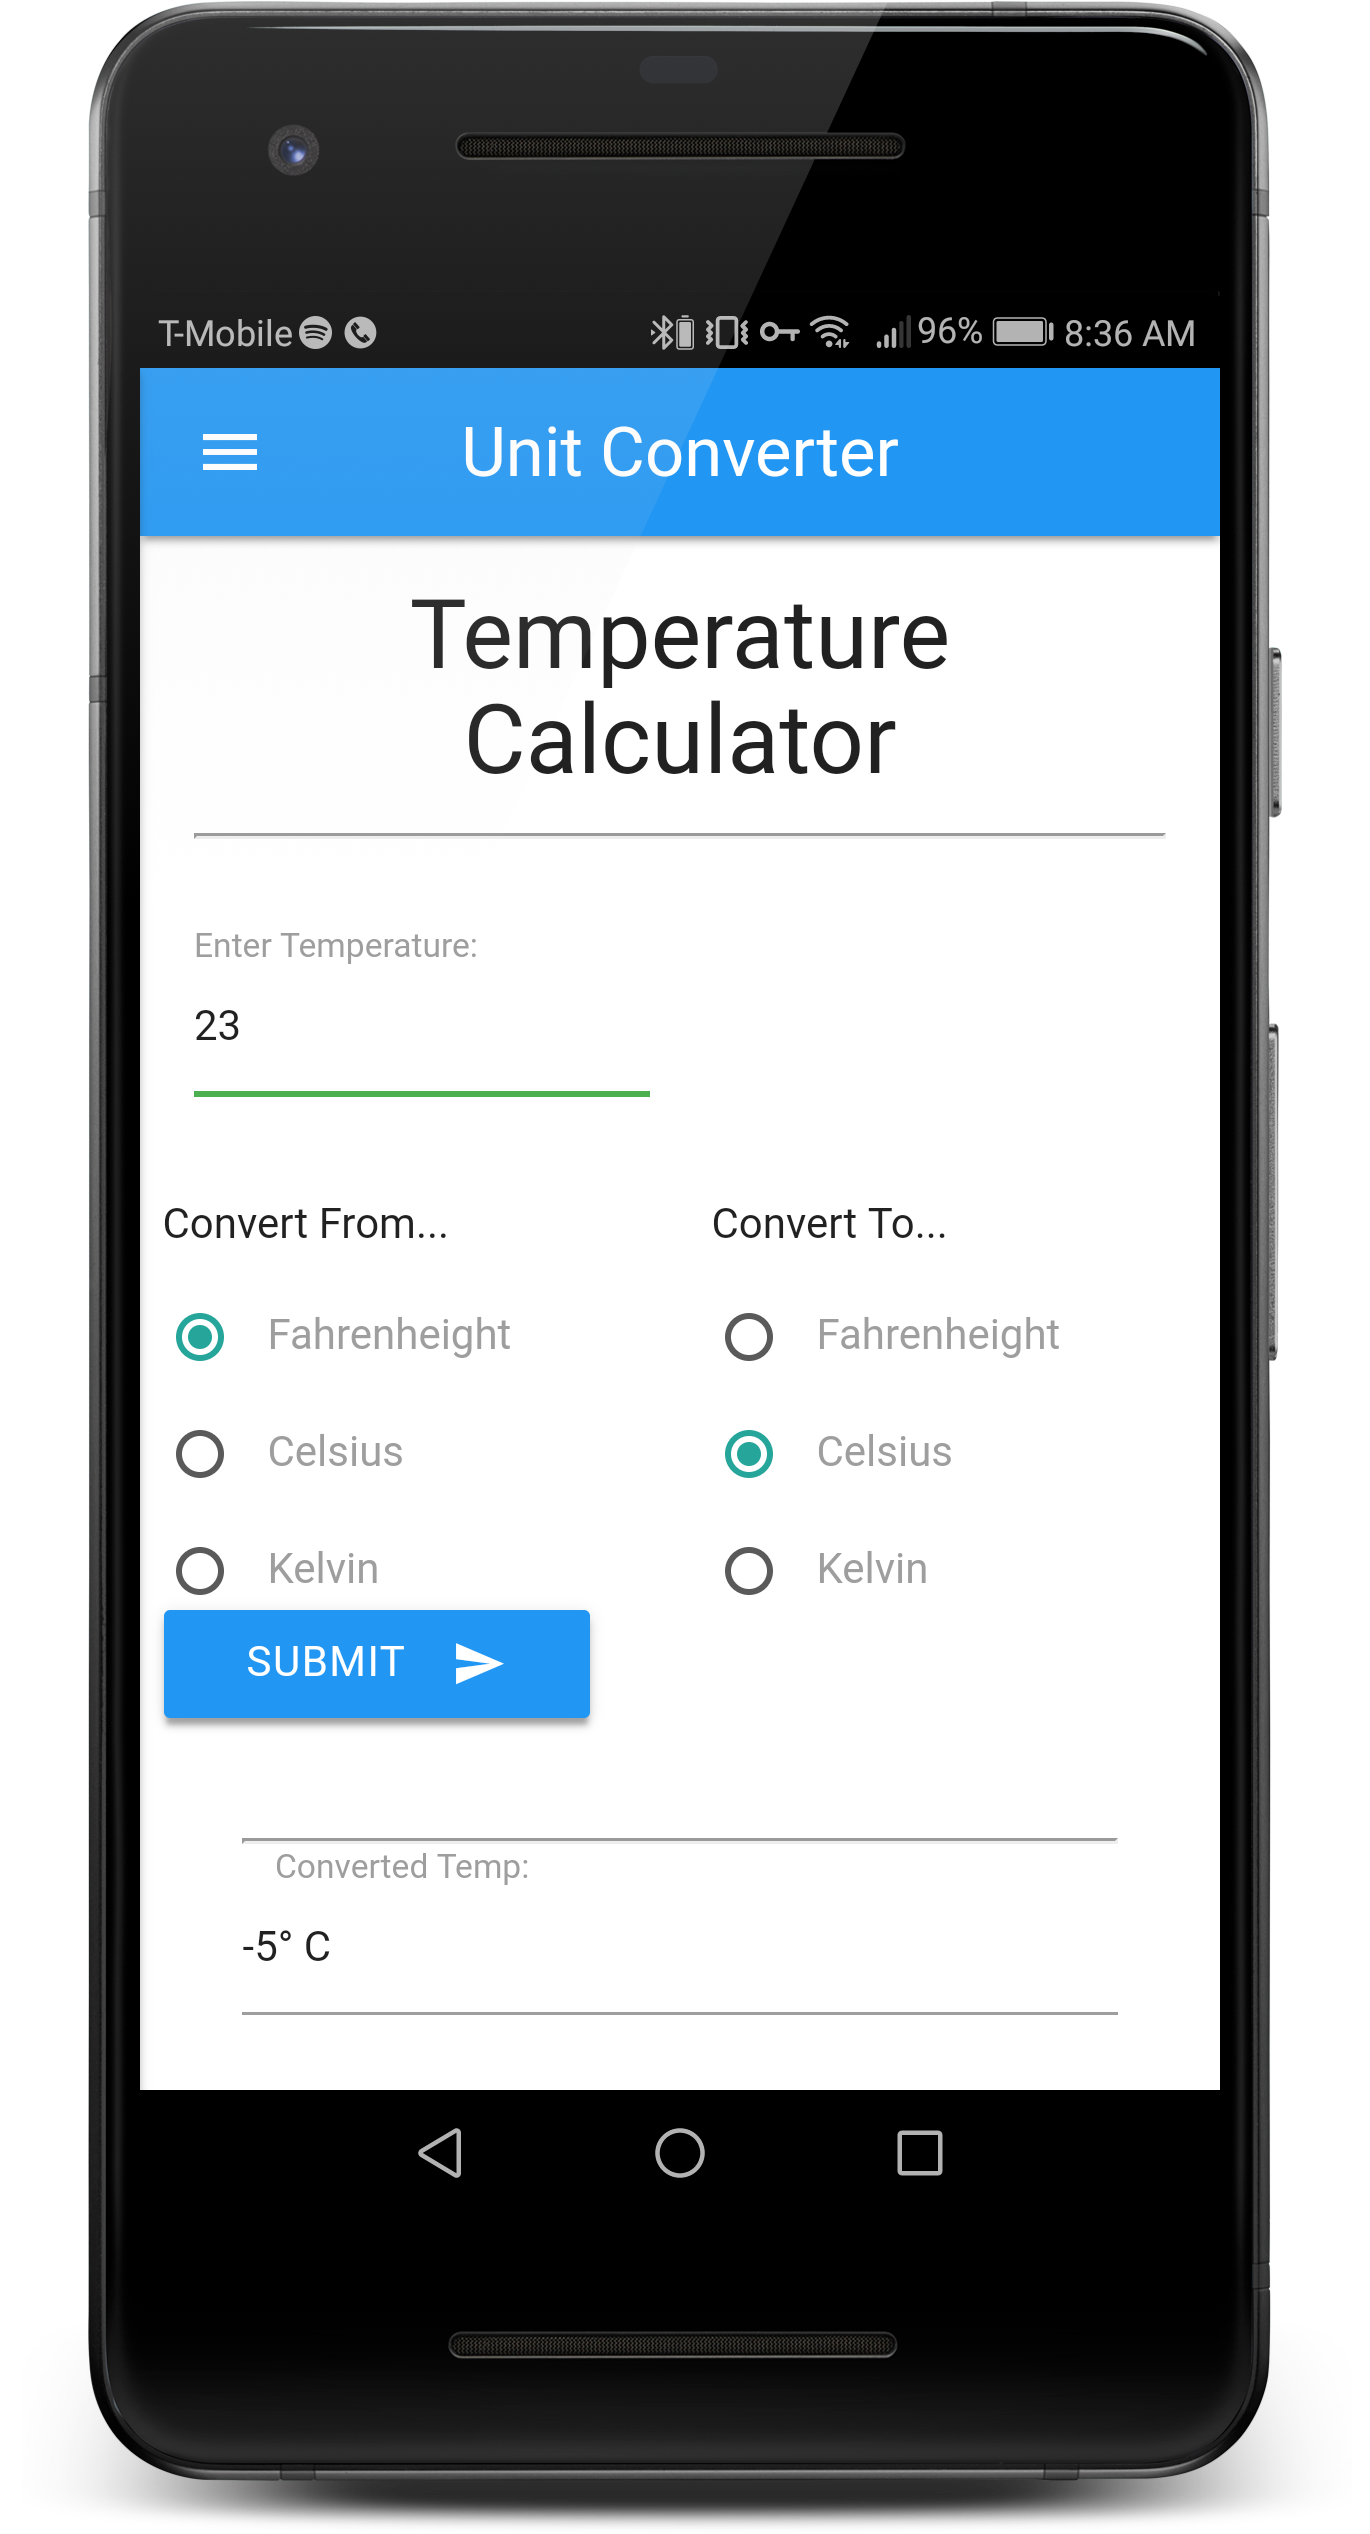 T-Mobile 96% 8:36 AM
Unit Converter
Temperature
Calculator
Enter Temperature:
23
Convert From...
Convert To...
Fahrenheight
Fahrenheight
Celsius
Celsius
Kelvin
Kelvin
SUBMIT
Converted Temp:
-5° C